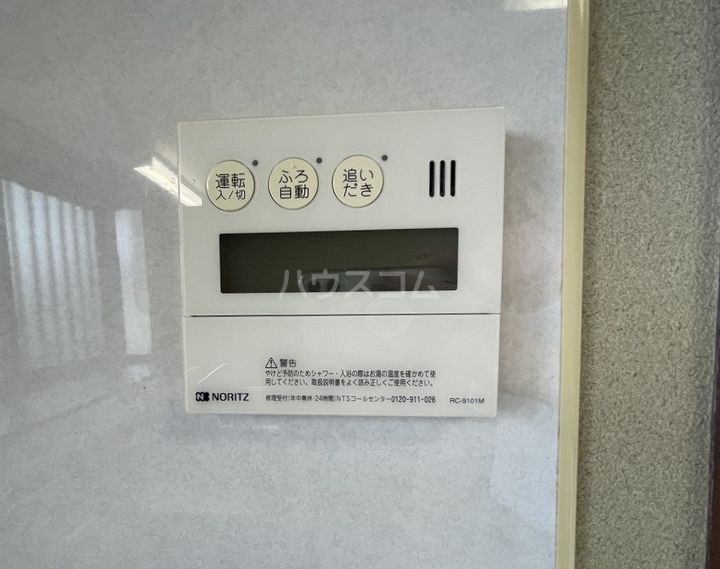 運転
入/切
ふろ
自動
追い
だき
ハウスコム
警告
やけど予防のためシャワー・入浴の際はお湯の温度を確かめて使
用してください。取扱説明書をよく読み正しくご使用ください。
NORITZ
修理受付(年中無休・24時間)NTSコールセンター0120-911-026
RC-9101M